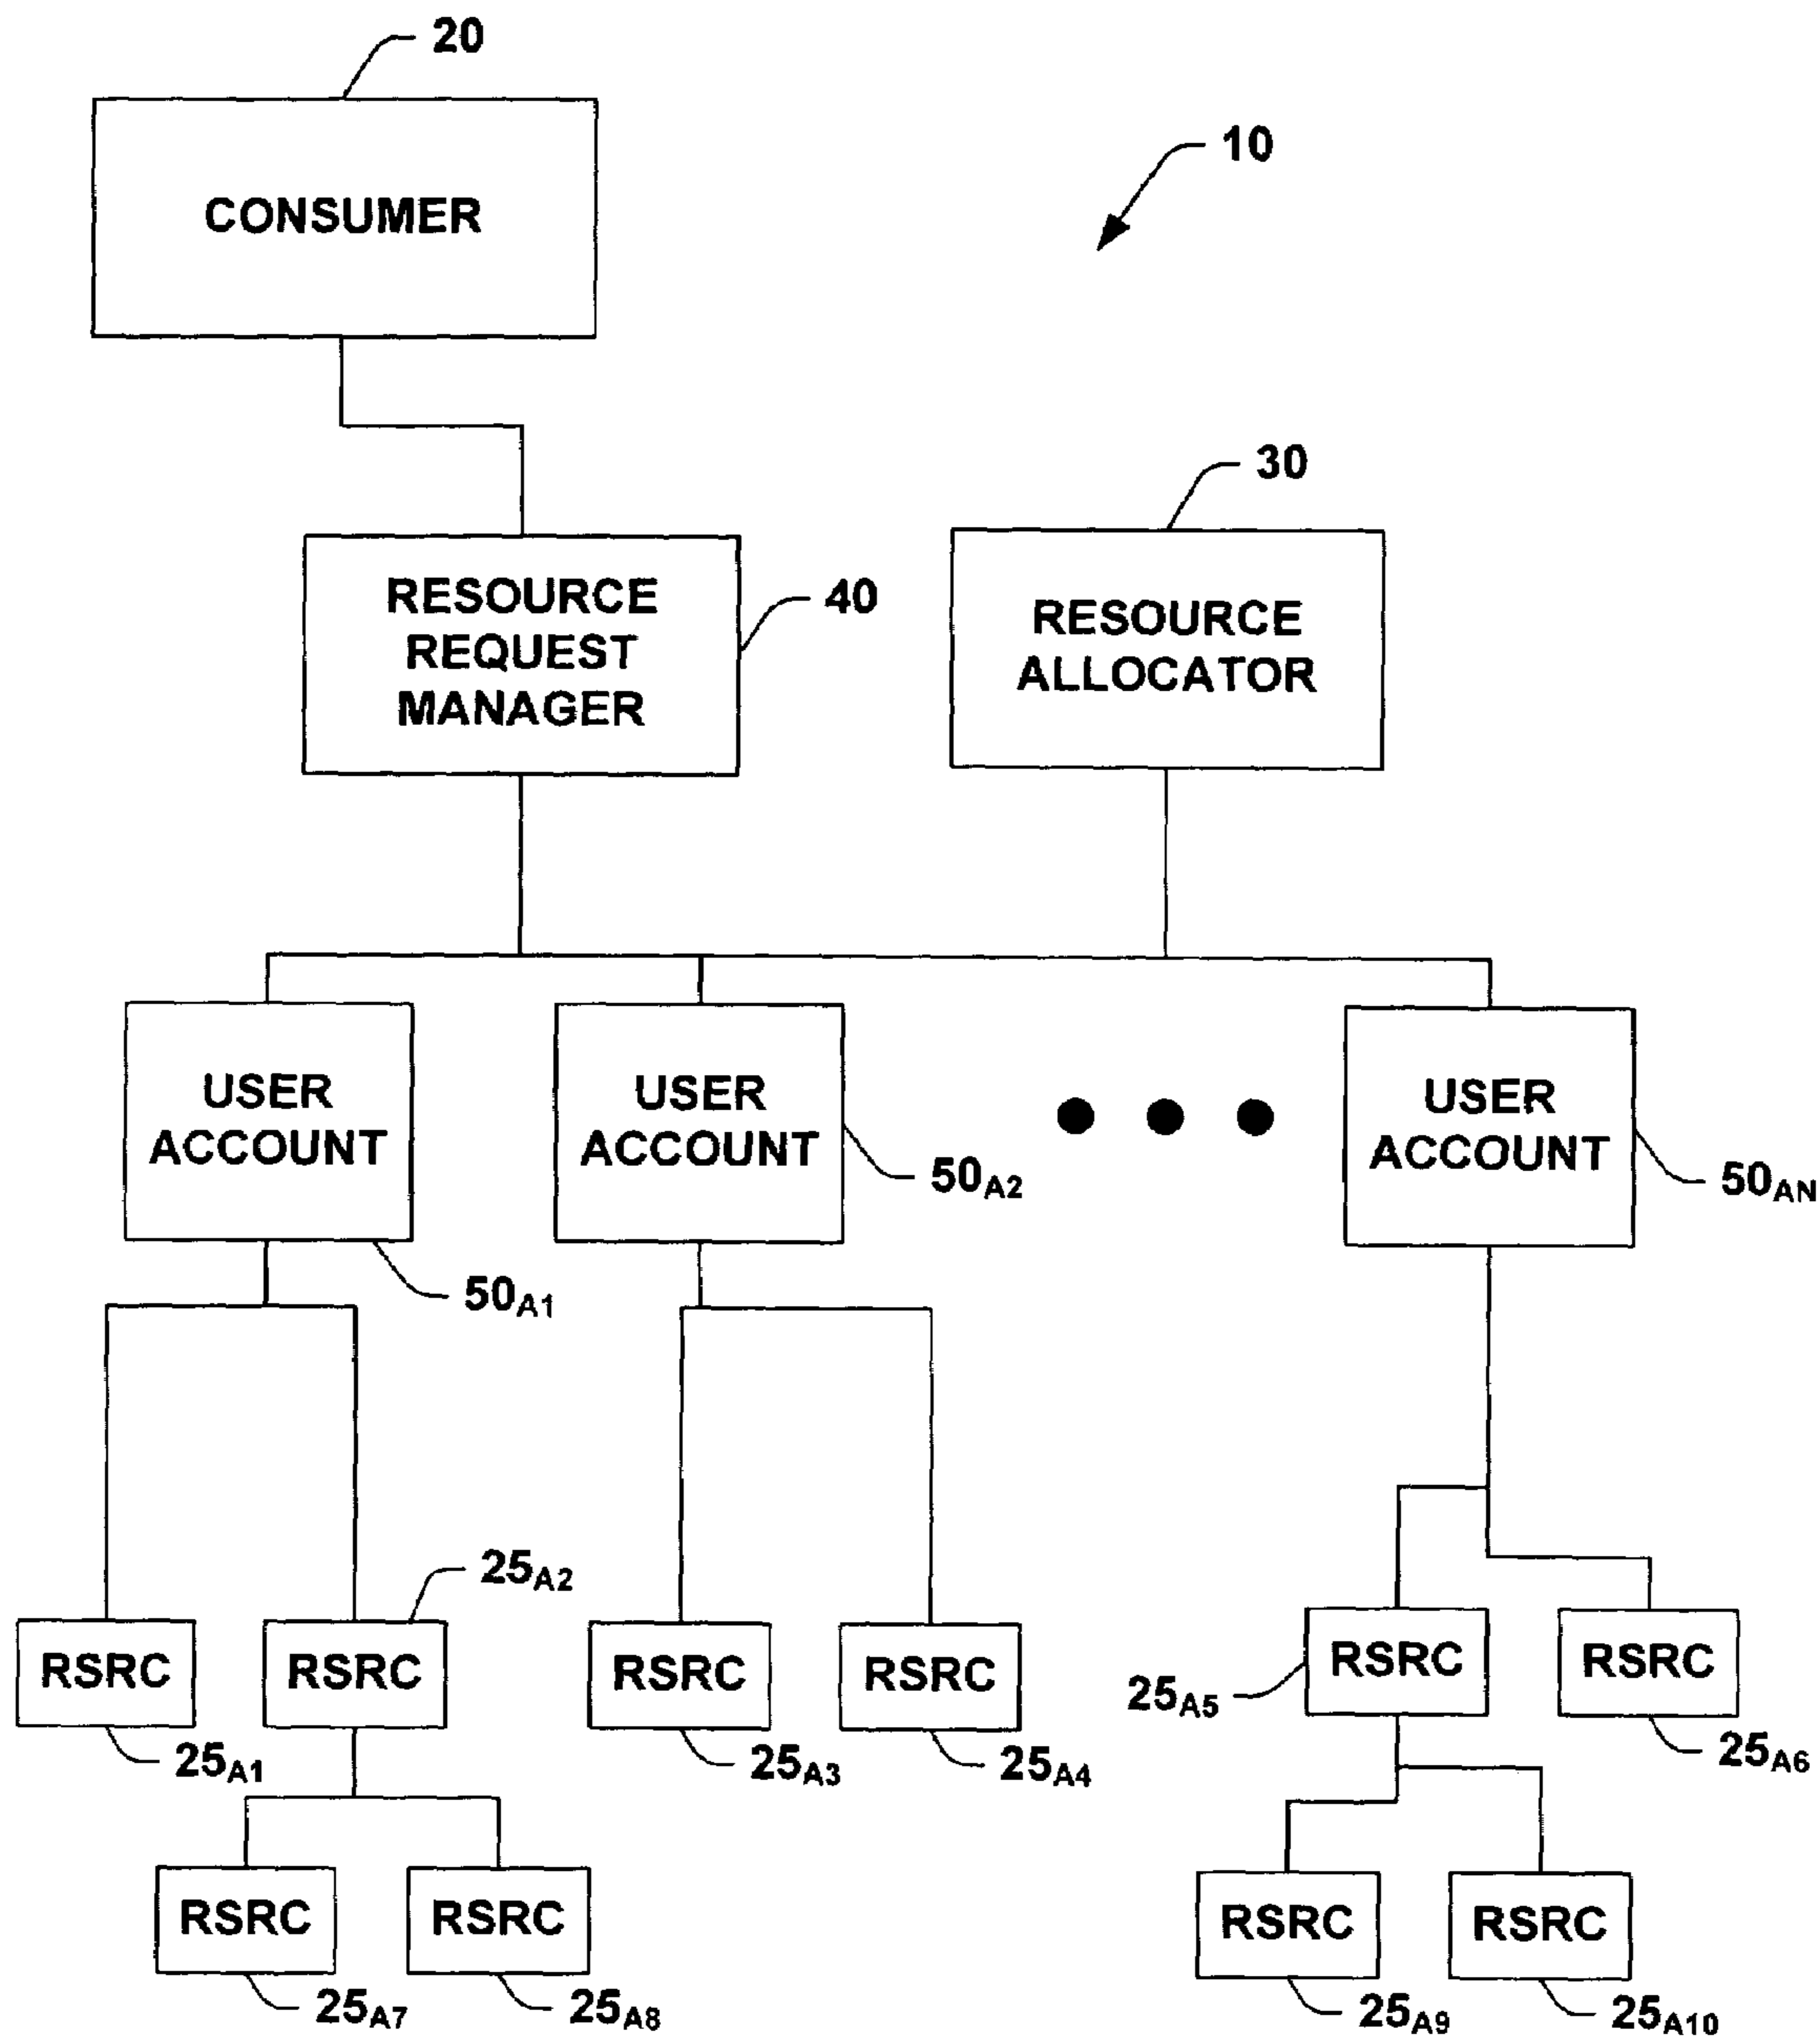 20
10
CONSUMER
30
RESOURCE
REQUEST
MANAGER
40
RESOURCE
ALLOCATOR
USER
ACCOUNT
USER
ACCOUNT
USER
ACCOUNT
50A2
50AN
50A1
25A2
RSRC
RSRC
RSRC
RSRC
RSRC
RSRC
25A5
25A1
25A3
25A4
25A6
RSRC
RSRC
RSRC
RSRC
25A7
25A8
25A9
25A10